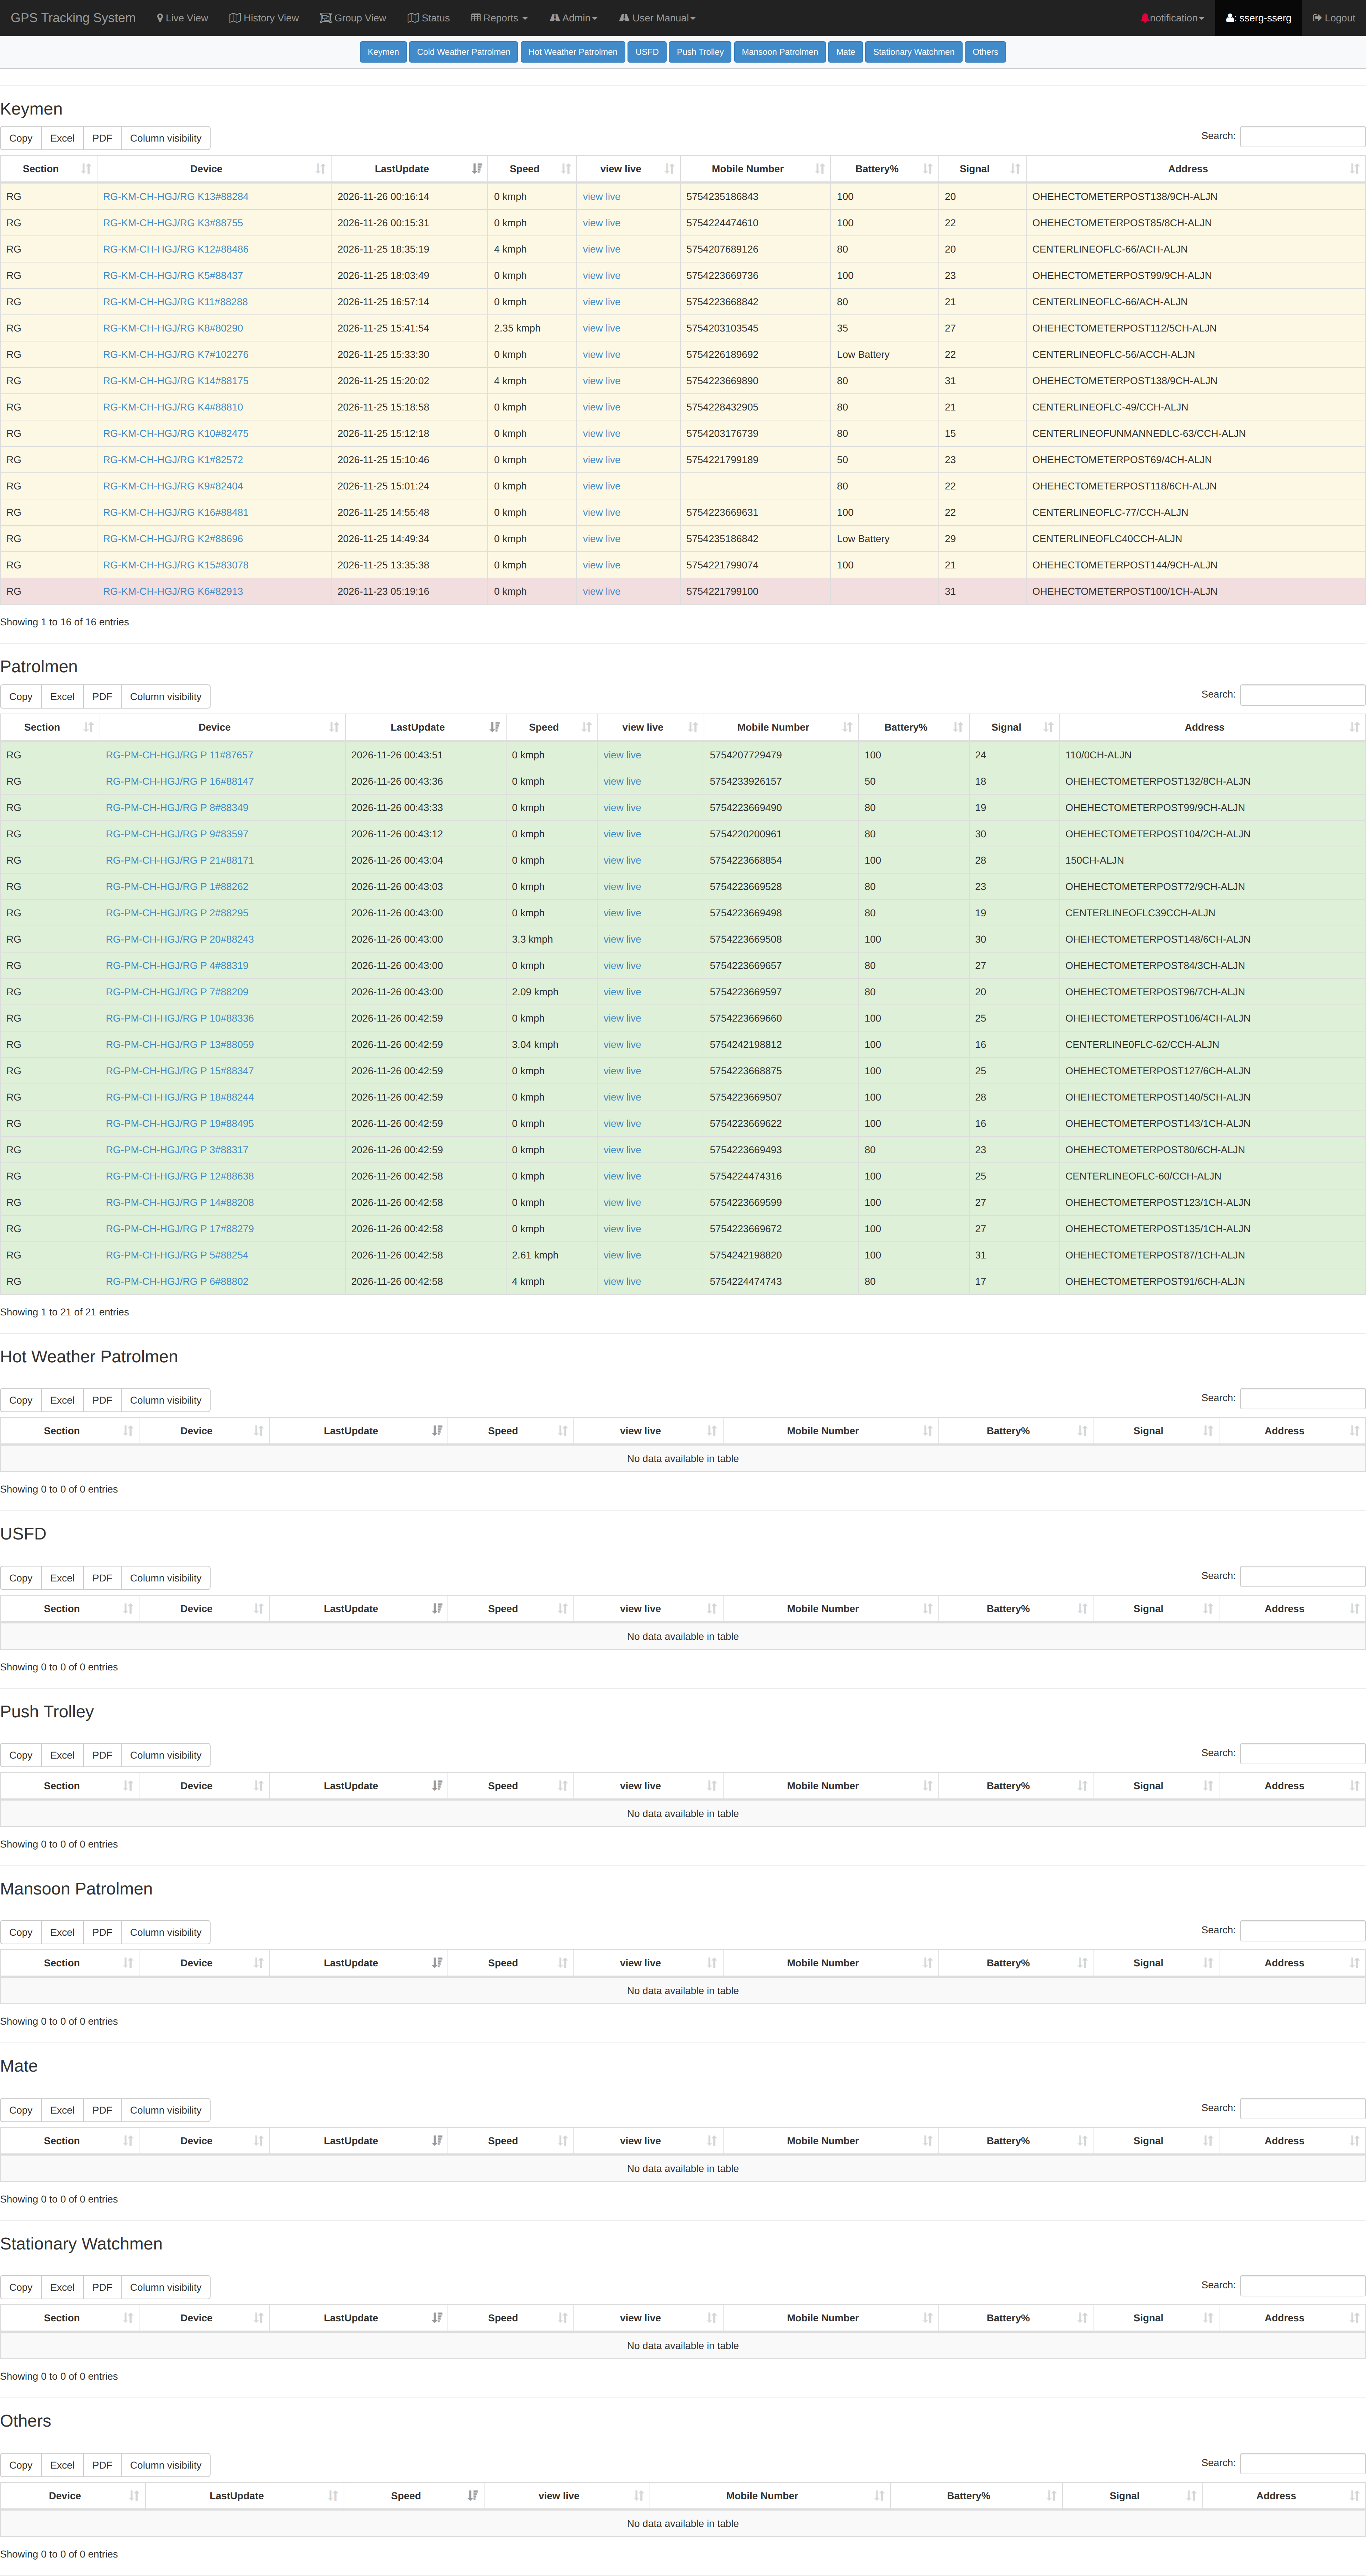 GPS Tracking System Live View History View Group View Status Reports Admin User Manual notification : sserg-sserg Logout
Keymen Cold Weather Patrolmen Hot Weather Patrolmen USFD Push Trolley Mansoon Patrolmen Mate Stationary Watchmen Others
Keymen
Copy Excel PDF Column visibility Search:
Section Device LastUpdate Speed view live Mobile Number Battery% Signal Address
RG RG-KM-CH-HGJ/RG K13#88284 2026-11-26 00:16:14 0 kmph view live 5754235186843 100 20 OHEHECTOMETERPOST138/9CH-ALJN
RG RG-KM-CH-HGJ/RG K3#88755 2026-11-26 00:15:31 0 kmph view live 5754224474610 100 22 OHEHECTOMETERPOST85/8CH-ALJN
RG RG-KM-CH-HGJ/RG K12#88486 2026-11-25 18:35:19 4 kmph view live 5754207689126 80 20 CENTERLINEOFLC-66/ACH-ALJN
RG RG-KM-CH-HGJ/RG K5#88437 2026-11-25 18:03:49 0 kmph view live 5754223669736 100 23 OHEHECTOMETERPOST99/9CH-ALJN
RG RG-KM-CH-HGJ/RG K11#88288 2026-11-25 16:57:14 0 kmph view live 5754223668842 80 21 CENTERLINEOFLC-66/ACH-ALJN
RG RG-KM-CH-HGJ/RG K8#80290 2026-11-25 15:41:54 2.35 kmph view live 5754203103545 35 27 OHEHECTOMETERPOST112/5CH-ALJN
RG RG-KM-CH-HGJ/RG K7#102276 2026-11-25 15:33:30 0 kmph view live 5754226189692 Low Battery 22 CENTERLINEOFLC-56/ACCH-ALJN
RG RG-KM-CH-HGJ/RG K14#88175 2026-11-25 15:20:02 4 kmph view live 5754223669890 80 31 OHEHECTOMETERPOST138/9CH-ALJN
RG RG-KM-CH-HGJ/RG K4#88810 2026-11-25 15:18:58 0 kmph view live 5754228432905 80 21 CENTERLINEOFLC-49/CCH-ALJN
RG RG-KM-CH-HGJ/RG K10#82475 2026-11-25 15:12:18 0 kmph view live 5754203176739 80 15 CENTERLINEOFUNMANNEDLC-63/CCH-ALJN
RG RG-KM-CH-HGJ/RG K1#82572 2026-11-25 15:10:46 0 kmph view live 5754221799189 50 23 OHEHECTOMETERPOST69/4CH-ALJN
RG RG-KM-CH-HGJ/RG K9#82404 2026-11-25 15:01:24 0 kmph view live 80 22 OHEHECTOMETERPOST118/6CH-ALJN
RG RG-KM-CH-HGJ/RG K16#88481 2026-11-25 14:55:48 0 kmph view live 5754223669631 100 22 CENTERLINEOFLC-77/CCH-ALJN
RG RG-KM-CH-HGJ/RG K2#88696 2026-11-25 14:49:34 0 kmph view live 5754235186842 Low Battery 29 CENTERLINEOFLC40CCH-ALJN
RG RG-KM-CH-HGJ/RG K15#83078 2026-11-25 13:35:38 0 kmph view live 5754221799074 100 21 OHEHECTOMETERPOST144/9CH-ALJN
RG RG-KM-CH-HGJ/RG K6#82913 2026-11-23 05:19:16 0 kmph view live 5754221799100 31 OHEHECTOMETERPOST100/1CH-ALJN
Showing 1 to 16 of 16 entries
Patrolmen
Copy Excel PDF Column visibility Search:
Section Device LastUpdate Speed view live Mobile Number Battery% Signal Address
RG RG-PM-CH-HGJ/RG P 11#87657 2026-11-26 00:43:51 0 kmph view live 5754207729479 100 24 110/0CH-ALJN
RG RG-PM-CH-HGJ/RG P 16#88147 2026-11-26 00:43:36 0 kmph view live 5754233926157 50 18 OHEHECTOMETERPOST132/8CH-ALJN
RG RG-PM-CH-HGJ/RG P 8#88349 2026-11-26 00:43:33 0 kmph view live 5754223669490 80 19 OHEHECTOMETERPOST99/9CH-ALJN
RG RG-PM-CH-HGJ/RG P 9#83597 2026-11-26 00:43:12 0 kmph view live 5754220200961 80 30 OHEHECTOMETERPOST104/2CH-ALJN
RG RG-PM-CH-HGJ/RG P 21#88171 2026-11-26 00:43:04 0 kmph view live 5754223668854 100 28 150CH-ALJN
RG RG-PM-CH-HGJ/RG P 1#88262 2026-11-26 00:43:03 0 kmph view live 5754223669528 80 23 OHEHECTOMETERPOST72/9CH-ALJN
RG RG-PM-CH-HGJ/RG P 2#88295 2026-11-26 00:43:00 0 kmph view live 5754223669498 80 19 CENTERLINEOFLC39CCH-ALJN
RG RG-PM-CH-HGJ/RG P 20#88243 2026-11-26 00:43:00 3.3 kmph view live 5754223669508 100 30 OHEHECTOMETERPOST148/6CH-ALJN
RG RG-PM-CH-HGJ/RG P 4#88319 2026-11-26 00:43:00 0 kmph view live 5754223669657 80 27 OHEHECTOMETERPOST84/3CH-ALJN
RG RG-PM-CH-HGJ/RG P 7#88209 2026-11-26 00:43:00 2.09 kmph view live 5754223669597 80 20 OHEHECTOMETERPOST96/7CH-ALJN
RG RG-PM-CH-HGJ/RG P 10#88336 2026-11-26 00:42:59 0 kmph view live 5754223669660 100 25 OHEHECTOMETERPOST106/4CH-ALJN
RG RG-PM-CH-HGJ/RG P 13#88059 2026-11-26 00:42:59 3.04 kmph view live 5754242198812 100 16 CENTERLINE0FLC-62/CCH-ALJN
RG RG-PM-CH-HGJ/RG P 15#88347 2026-11-26 00:42:59 0 kmph view live 5754223668875 100 25 OHEHECTOMETERPOST127/6CH-ALJN
RG RG-PM-CH-HGJ/RG P 18#88244 2026-11-26 00:42:59 0 kmph view live 5754223669507 100 28 OHEHECTOMETERPOST140/5CH-ALJN
RG RG-PM-CH-HGJ/RG P 19#88495 2026-11-26 00:42:59 0 kmph view live 5754223669622 100 16 OHEHECTOMETERPOST143/1CH-ALJN
RG RG-PM-CH-HGJ/RG P 3#88317 2026-11-26 00:42:59 0 kmph view live 5754223669493 80 23 OHEHECTOMETERPOST80/6CH-ALJN
RG RG-PM-CH-HGJ/RG P 12#88638 2026-11-26 00:42:58 0 kmph view live 5754224474316 100 25 CENTERLINEOFLC-60/CCH-ALJN
RG RG-PM-CH-HGJ/RG P 14#88208 2026-11-26 00:42:58 0 kmph view live 5754223669599 100 27 OHEHECTOMETERPOST123/1CH-ALJN
RG RG-PM-CH-HGJ/RG P 17#88279 2026-11-26 00:42:58 0 kmph view live 5754223669672 100 27 OHEHECTOMETERPOST135/1CH-ALJN
RG RG-PM-CH-HGJ/RG P 5#88254 2026-11-26 00:42:58 2.61 kmph view live 5754242198820 100 31 OHEHECTOMETERPOST87/1CH-ALJN
RG RG-PM-CH-HGJ/RG P 6#88802 2026-11-26 00:42:58 4 kmph view live 5754224474743 80 17 OHEHECTOMETERPOST91/6CH-ALJN
Showing 1 to 21 of 21 entries
Hot Weather Patrolmen
Copy Excel PDF Column visibility Search:
Section Device LastUpdate Speed view live Mobile Number Battery% Signal Address
No data available in table
Showing 0 to 0 of 0 entries
USFD
Copy Excel PDF Column visibility Search:
Section Device LastUpdate Speed view live Mobile Number Battery% Signal Address
No data available in table
Showing 0 to 0 of 0 entries
Push Trolley
Copy Excel PDF Column visibility Search:
Section Device LastUpdate Speed view live Mobile Number Battery% Signal Address
No data available in table
Showing 0 to 0 of 0 entries
Mansoon Patrolmen
Copy Excel PDF Column visibility Search:
Section Device LastUpdate Speed view live Mobile Number Battery% Signal Address
No data available in table
Showing 0 to 0 of 0 entries
Mate
Copy Excel PDF Column visibility Search:
Section Device LastUpdate Speed view live Mobile Number Battery% Signal Address
No data available in table
Showing 0 to 0 of 0 entries
Stationary Watchmen
Copy Excel PDF Column visibility Search:
Section Device LastUpdate Speed view live Mobile Number Battery% Signal Address
No data available in table
Showing 0 to 0 of 0 entries
Others
Copy Excel PDF Column visibility Search:
Device LastUpdate Speed view live Mobile Number Battery% Signal Address
No data available in table
Showing 0 to 0 of 0 entries